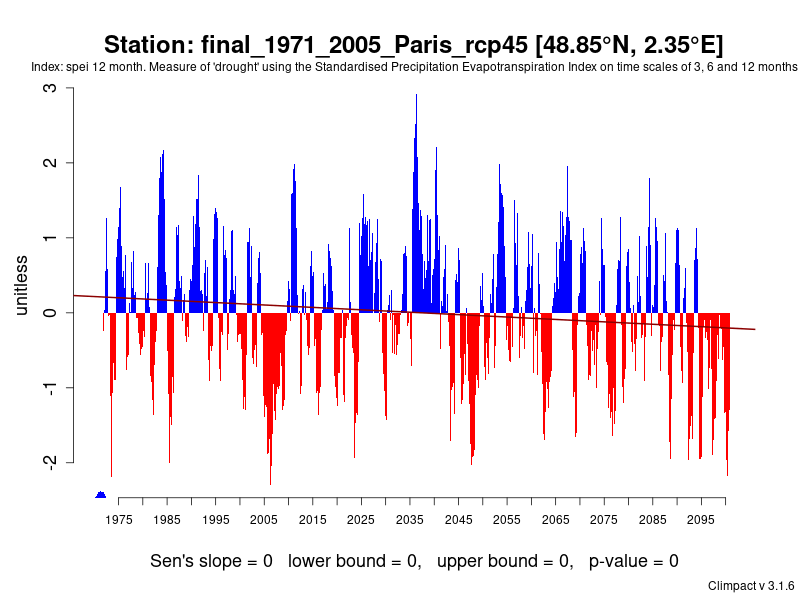 Station: final_1971_2005_Paris_rcp45 [48.85°N, 2.35°E]
Index: spei 12 month. Measure of 'drought' using the Standardised Precipitation Evapotranspiration Index on time scales of 3, 6 and 12 months
3
2
1
0
-1
-2
unitless
1975 1985 1995 2005 2015 2025 2035 2045 2055 2065 2075 2085 2095
Sen's slope = 0 lower bound = 0, upper bound = 0, p-value = 0
Climpact v 3.1.6